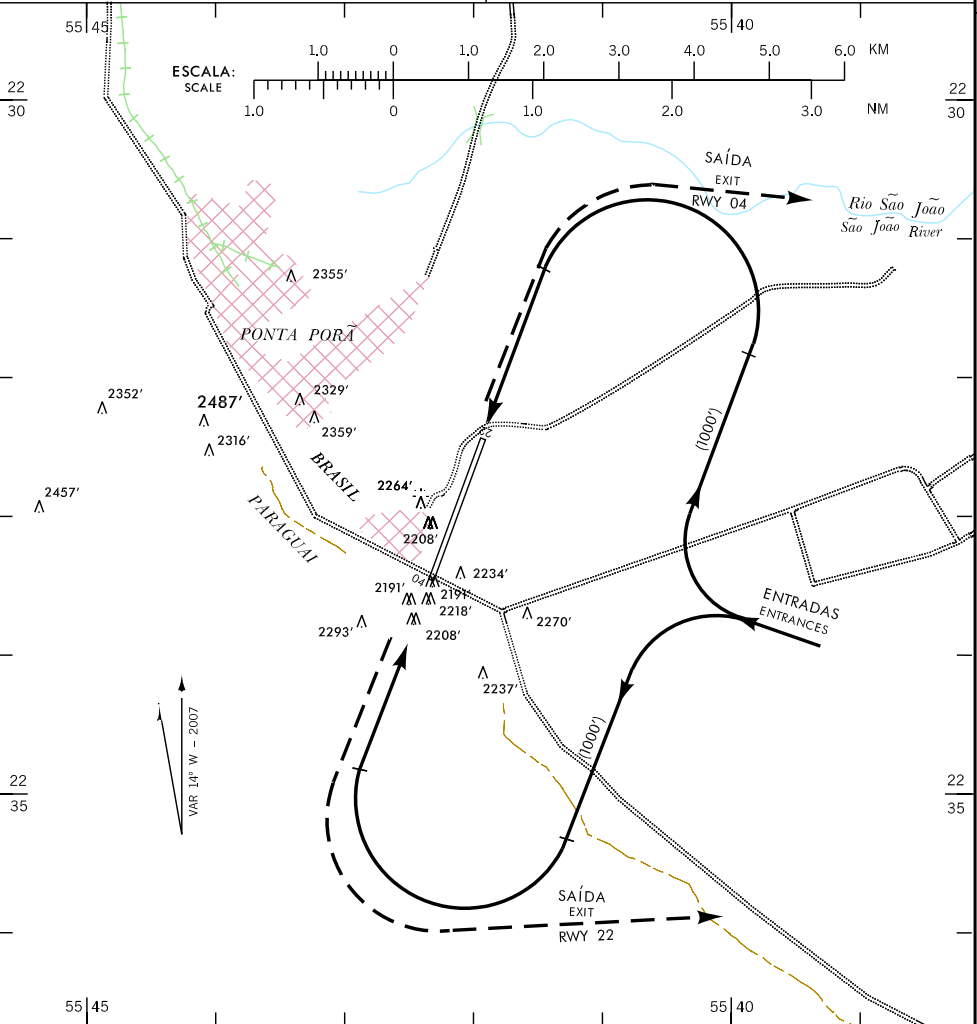 55 45
55 40
1.0 0 1.0 2.0 3.0 4.0 5.0 6.0 KM
ESCALA:
SCALE
1.0 0 1.0 2.0 3.0 NM
22
30
22
30
SAÍDA
EXIT
RWY 04
Rio São João
São João River
2355'
PONTA PORÃ
2352'
2487'
2329'
2359'
2316'
22
(1000')
BRASIL
2264'
2457'
PARAGUAI
2208'
04
2234'
2191'
2191'
2218'
2270'
2293'
2208'
ENTRADAS
ENTRANCES
2237'
VAR 14° W – 2007
(1000')
22
35
22
35
SAÍDA
EXIT
RWY 22
55 45
55 40